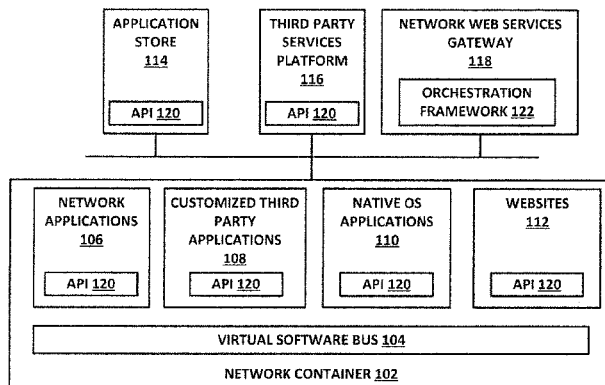 APPLICATION
STORE
114
API 120
THIRD PARTY
SERVICES
PLATFORM
116
API 120
NETWORK WEB SERVICES
GATEWAY
118
ORCHESTRATION
FRAMEWORK 122
NETWORK
APPLICATIONS
106
API 120
CUSTOMIZED THIRD
PARTY
APPLICATIONS
108
API 120
NATIVE OS
APPLICATIONS
110
API 120
WEBSITES
112
API 120
VIRTUAL SOFTWARE BUS 104
NETWORK CONTAINER 102